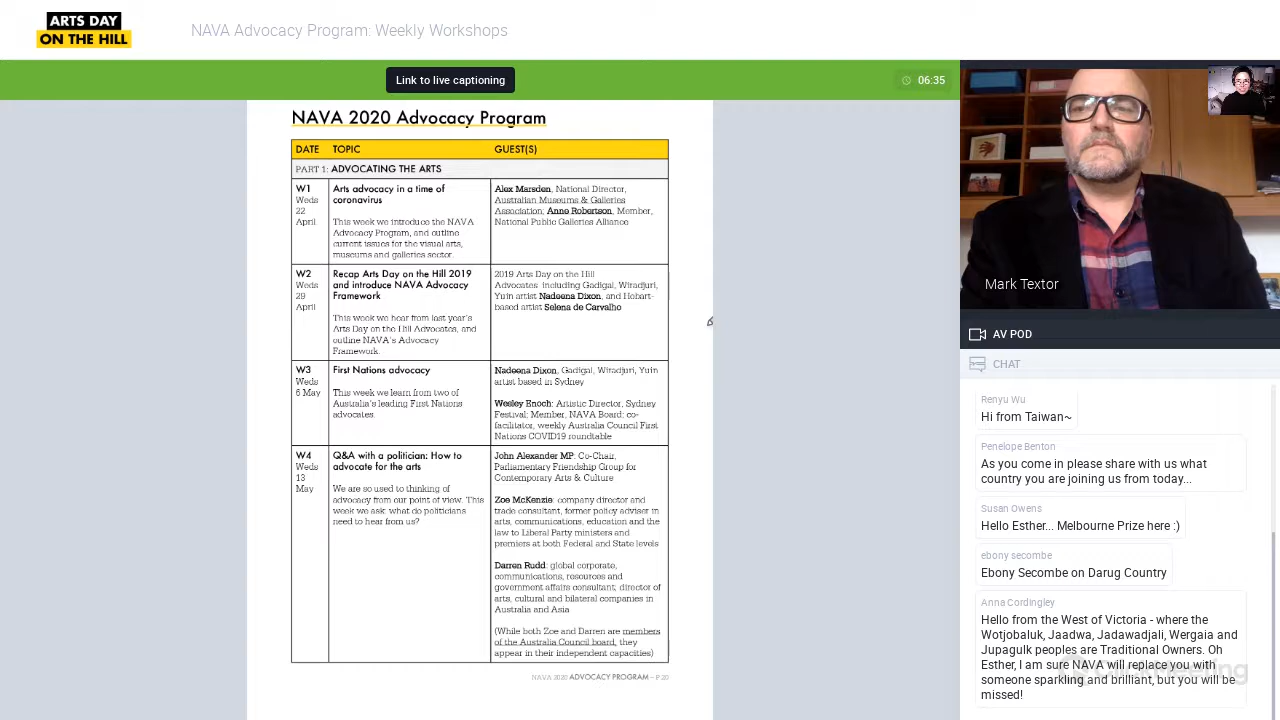 ARTS DAY
ON THE HILL
NAVA Advocacy Program: Weekly Workshops
Link to live captioning
06:35
NAVA 2020 Advocacy Program
DATE TOPIC GUEST(S)
PART 1: ADVOCATING THE ARTS
W1
Weds
22
April
Arts advocacy in a time of
coronavirus
This week we introduce the NAVA
Advocacy Program, and outline
current issues for the visual arts,
museums and galleries sector.
Alex Marsden, National Director,
Australian Museums & Galleries
Association; Anne Robertson, Member,
National Public Galleries Alliance
W2
Weds
29
April
Recap Arts Day on the Hill 2019
and introduce NAVA Advocacy
Framework
This week we hear from last year's
Arts Day on the Hill Advocates, and
outline NAVA's Advocacy
Framework.
2019 Arts Day on the Hill
Advocates including Gadigal, Wiradjuri,
Yuin artist Nadeena Dixon, and Hobart-
based artist Selena de Carvalho
W3
Weds
6 May
First Nations advocacy
This week we learn from two of
Australia's leading First Nations
advocates.
Nadeena Dixon, Gadigal, Wiradjuri, Yuin
artist based in Sydney
Wesley Enoch: Artistic Director, Sydney
Festival; Member, NAVA Board; co-
facilitator, weekly Australia Council First
Nations COVID19 roundtable
W4
Weds
13
May
Q&A with a politician: How to
advocate for the arts
We are so used to thinking of
advocacy from our point of view. This
week we ask: what do politicians
need to hear from us?
John Alexander MP: Co-Chair,
Parliamentary Friendship Group for
Contemporary Arts & Culture
Zoe McKenzie: company director and
trade consultant, former policy adviser in
arts, communications, education and the
law to Liberal Party ministers and
premiers at both Federal and State levels
Darren Rudd: global corporate,
communications, resources and
government affairs consultant; director of
arts, cultural and bilateral companies in
Australia and Asia
(While both Zoe and Darren are members
of the Australia Council board, they
appear in their independent capacities)
NAVA 2020 ADVOCACY PROGRAM – P.20
Mark Textor
AV POD
CHAT
Renyu Wu
Hi from Taiwan~
Penelope Benton
As you come in please share with us what
country you are joining us from today...
Susan Owens
Hello Esther... Melbourne Prize here :)
ebony secombe
Ebony Secombe on Darug Country
Anna Cordingley
Hello from the West of Victoria - where the
Wotjobaluk, Jaadwa, Jadawadjali, Wergaia and
Jupagulk peoples are Traditional Owners. Oh
Esther, I am sure NAVA will replace you with
someone sparkling and brilliant, but you will be
missed!